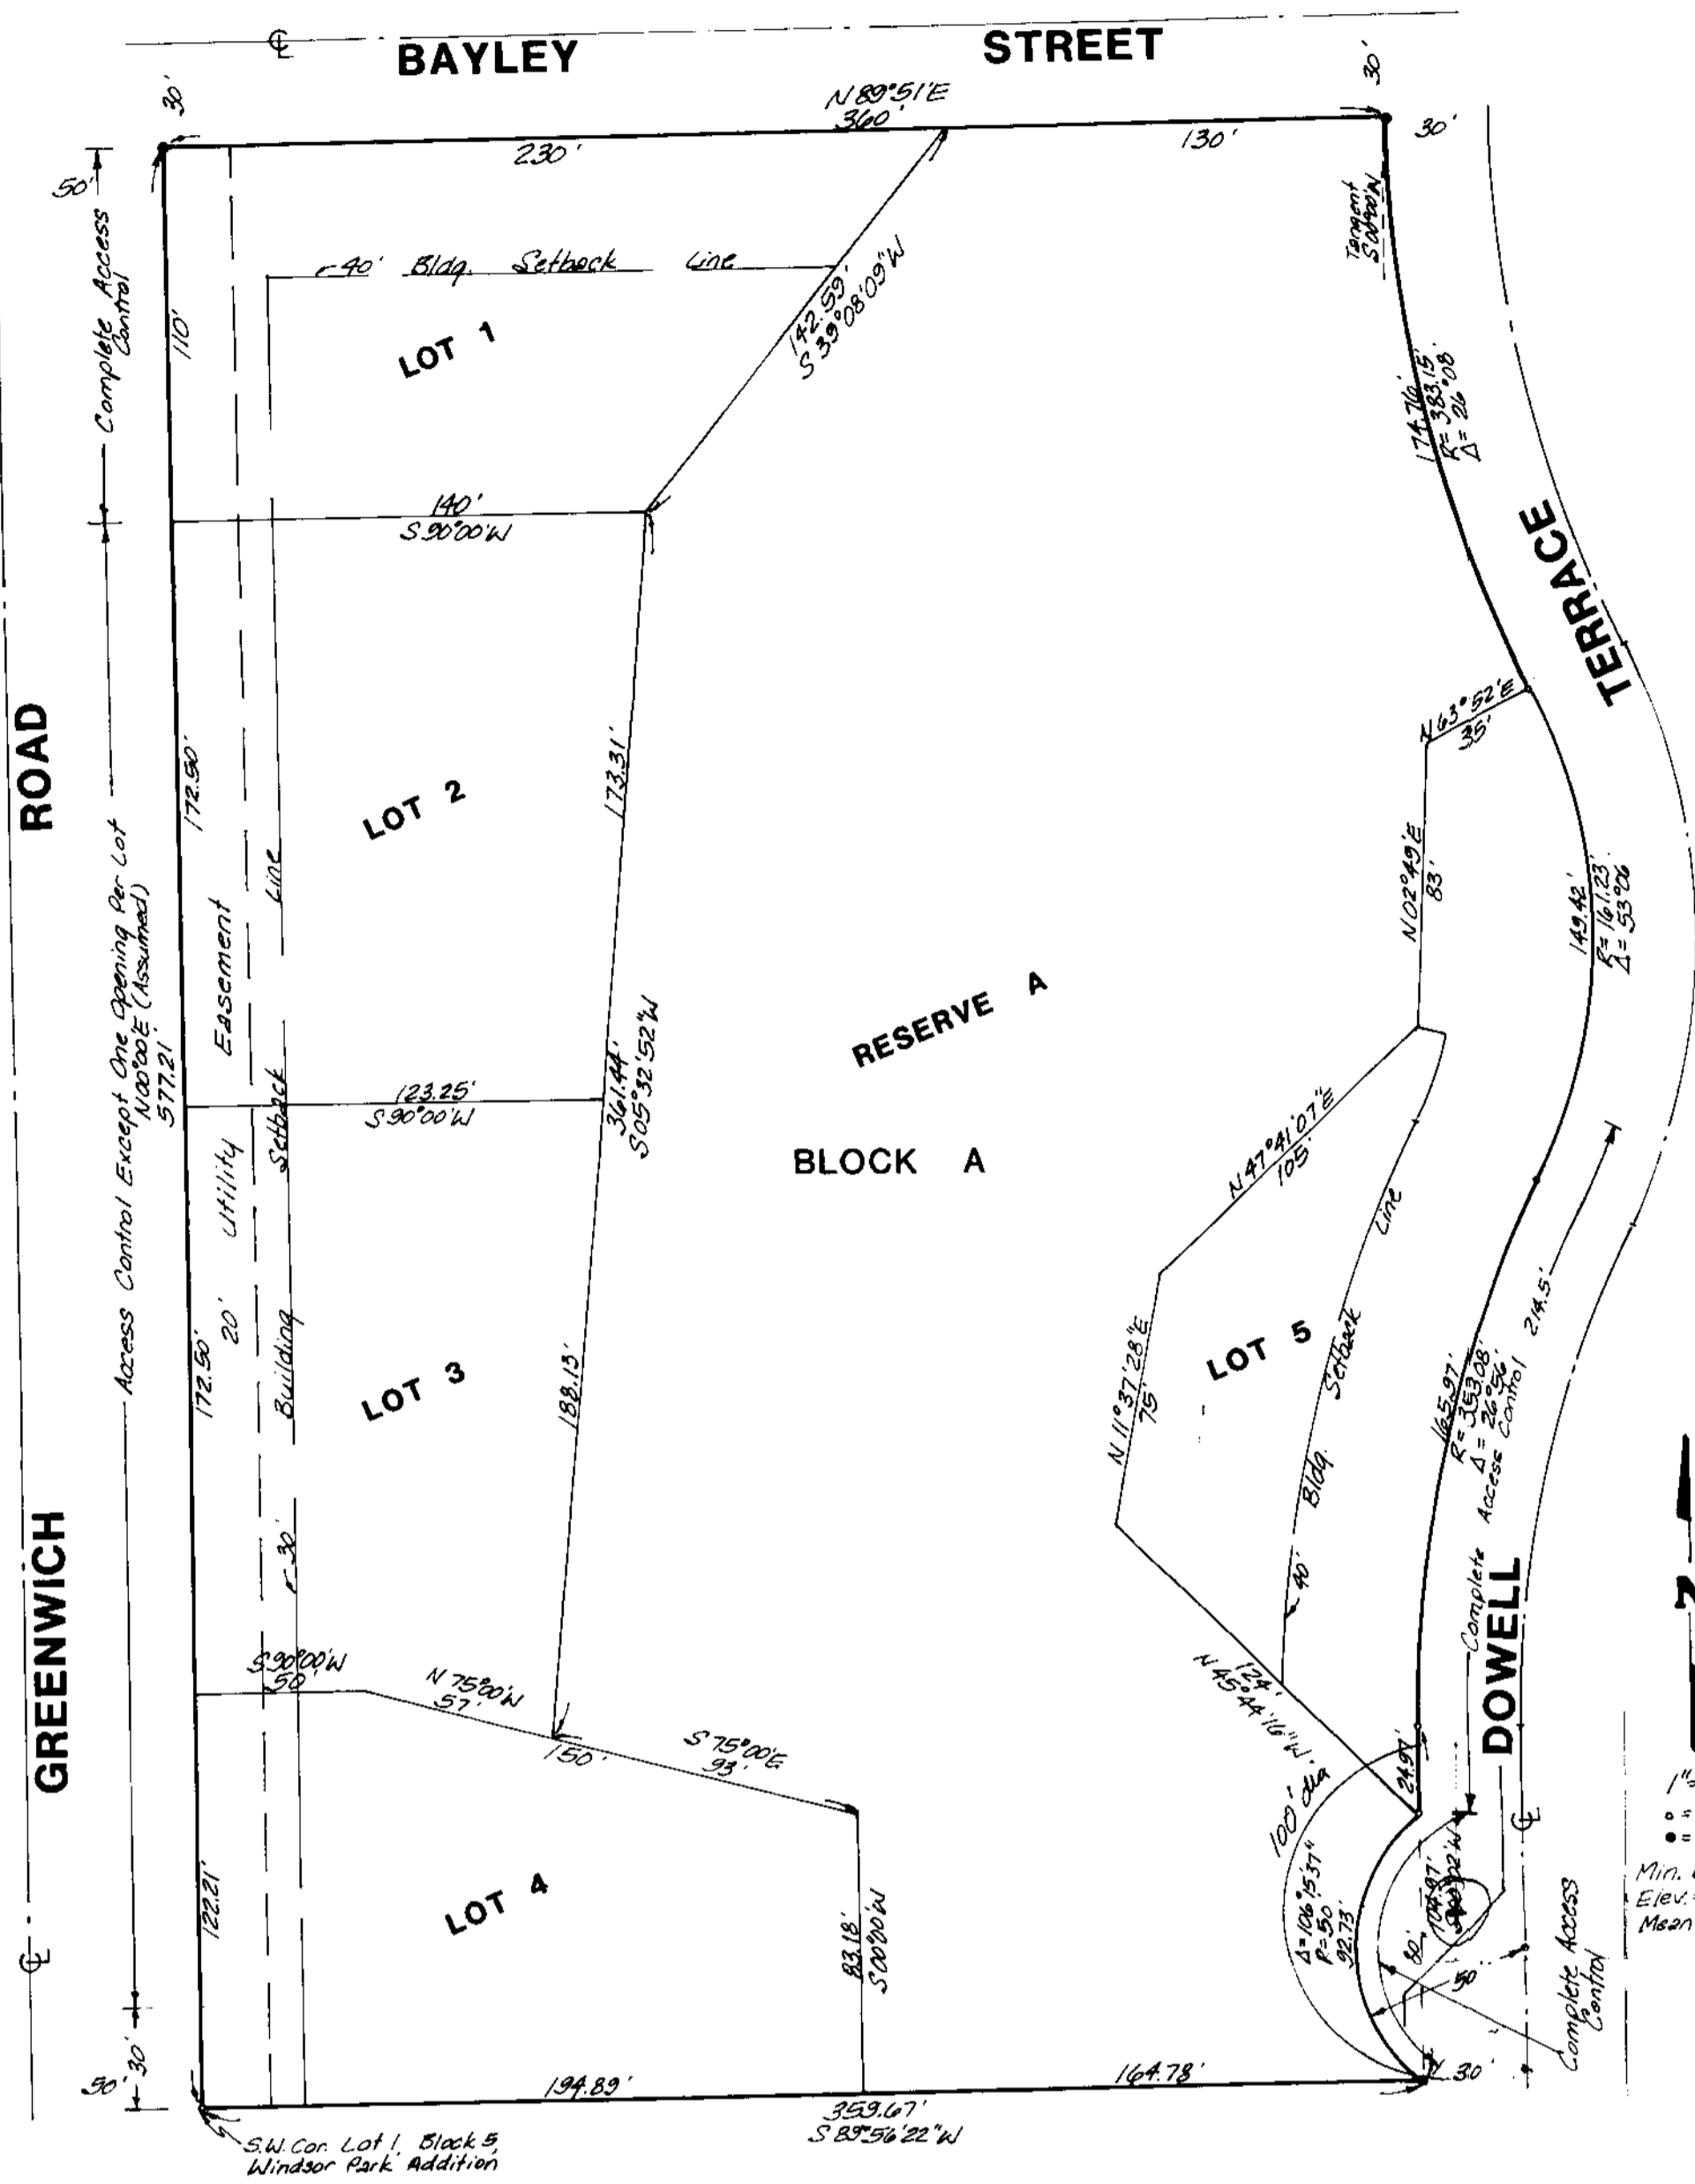 BAYLEY STREET
30'
30'
N 89°51'E
360'
230'
130'
30'
50'
Complete Access
Control
110'
40' Bldg. Setback Line
LOT 1
142.59'
S 39°08'09"W
Tangent
174.76'
R= 383.15'
Δ= 26°08'
140'
S 90°00'W
TERRACE
ROAD
Access Control Except One Opening Per Lot
N00°00'E (Assumed)
577.21'
172.50'
LOT 2
173.31'
N 63°52'E
35'
N 02°49'E
83'
149.42'
R= 161.23'
Δ= 53°06'
20' Utility Easement
30' Building Setback Line
RESERVE A
BLOCK A
361.44'
S 05°32'52"W
123.25'
S 90°00'W
N 47°41'07"E
105'
172.50'
LOT 3
188.13'
N 11°37'28"E
75'
LOT 5
40' Bldg. Setback Line
165.97'
R= 353.08'
Δ= 26°56'
Complete Access Control 214.5'
DOWELL
GREENWICH
S 90°00'W
50'
N 75°00'W
57'
150'
S 75°00'E
93'
124'
N 45°44'16"W
24.97'
100' dia
Δ= 106°15'37"
R= 50'
92.73'
104.97'
80'
50'
Complete Access
Control
1"=
Min.
Elev.=
Mean
LOT 4
122.21'
83.18'
S 00°00'W
30'
50'
194.89'
164.78'
30'
359.67'
S 89°56'22"W
S.W. Cor. Lot 1, Block 5,
Windsor Park Addition